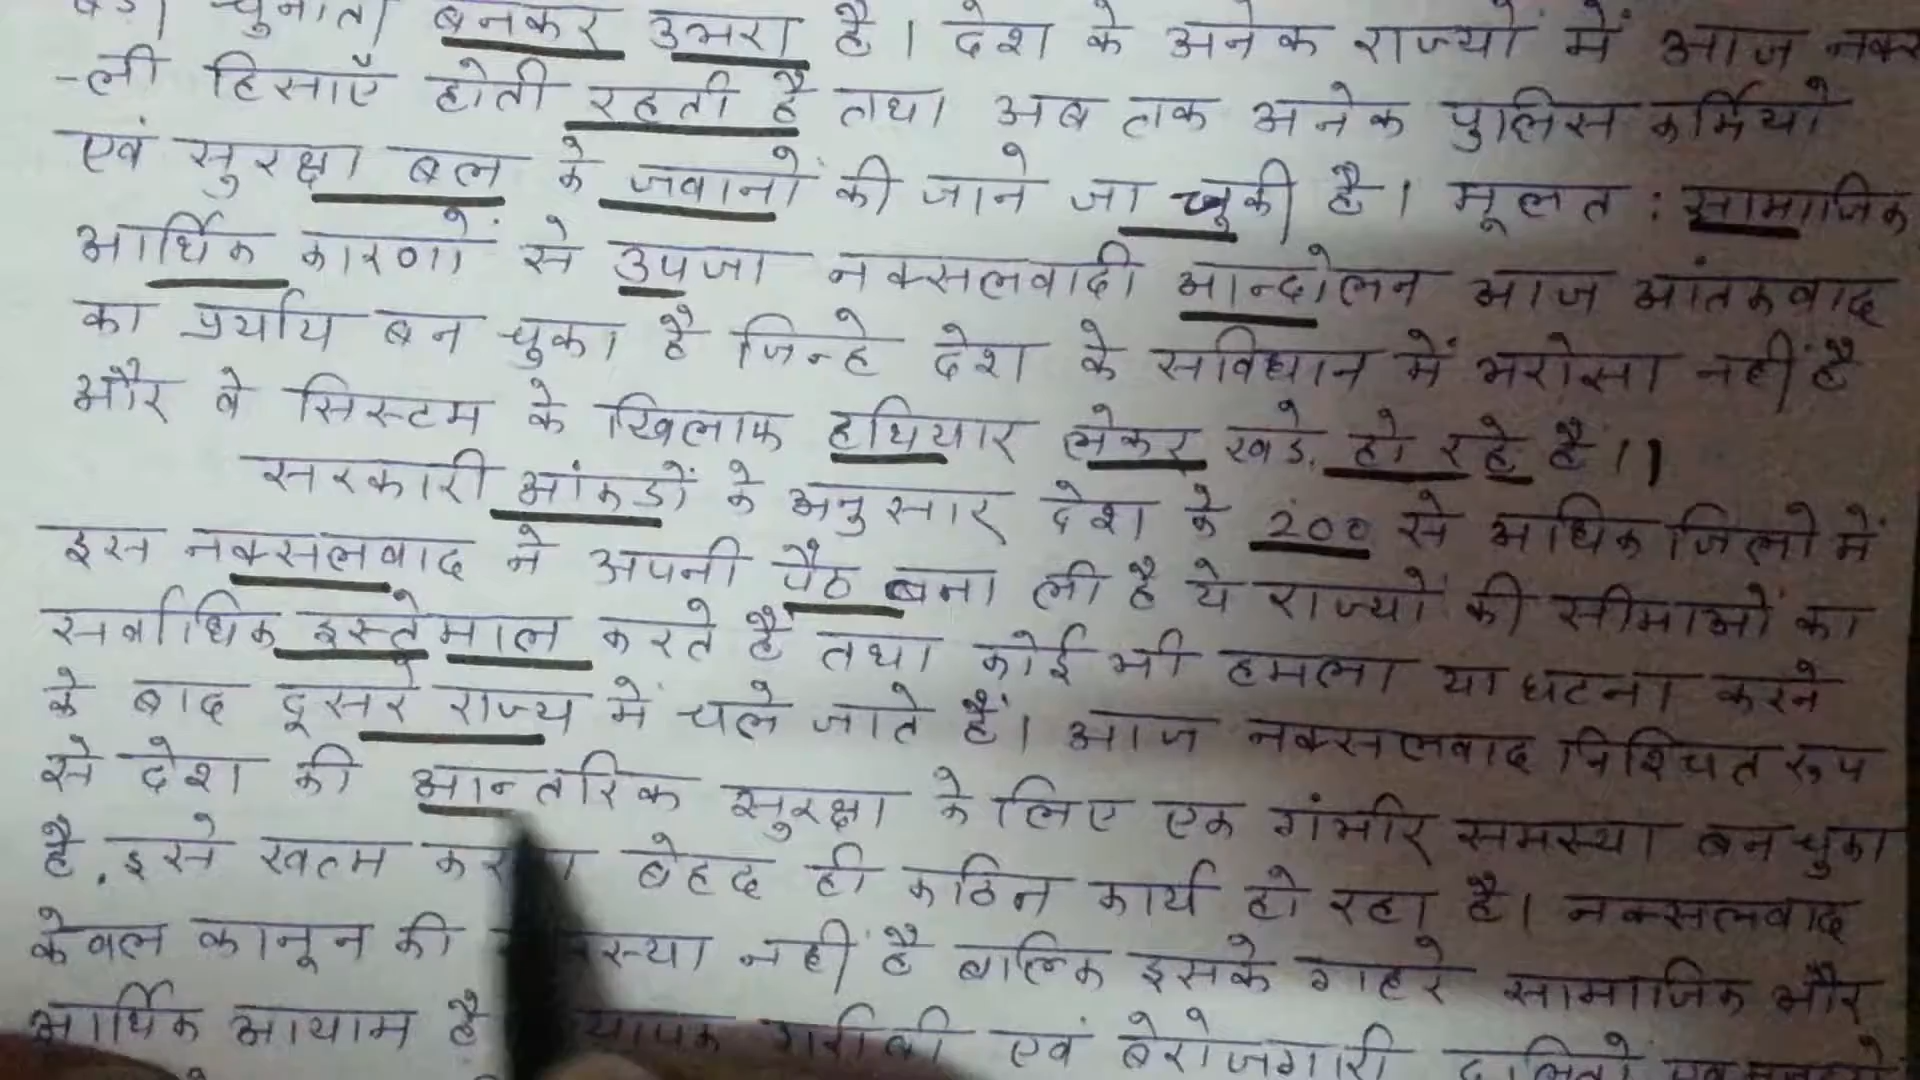 बनकर उभरा है। देश के अनेक राज्यों में आज नक्स
-ली हिसाएँ होती रहती है तथा अब तक अनेक पुलिस कर्मियो
एवं सुरक्षा बल के जवानों की जाने जा चुकी है। मूलत : सामाजिक
आर्थिक कारणों से उपजा नक्सलवादी आन्दोलन आज आंतकवाद
का प्रर्याय बन चुका है जिन्हे देश के सविधान में भरोसा नहीं है
और वे सिस्टम के खिलाफ हथियार लेकर खडे. हो रहे है।।
सरकारी आंकडों के अनुसार देश के 200 से अधिक जिलों में
इस नक्सलवाद ने अपनी पैठ बना ली है ये राज्यों की सीमाओं का
सर्वाधिक इस्तेमाल करते है तथा कोई भी हमला या घटना करने
के बाद दूसरे राज्य में चले जाते हैं। आज नक्सलवाद निश्चित रूप
से देश की आन्तरिक सुरक्षा के लिए एक गंभीर समस्या बन चुका
है. इसे खत्म बेहद ही कठिन कार्य हो रहा है। नक्सलवाद
केवल कानून की नहीं है बल्कि इसके गहरे सामाजिक और
आर्थिक आयाम है गरीबी एवं बेरोजगारी